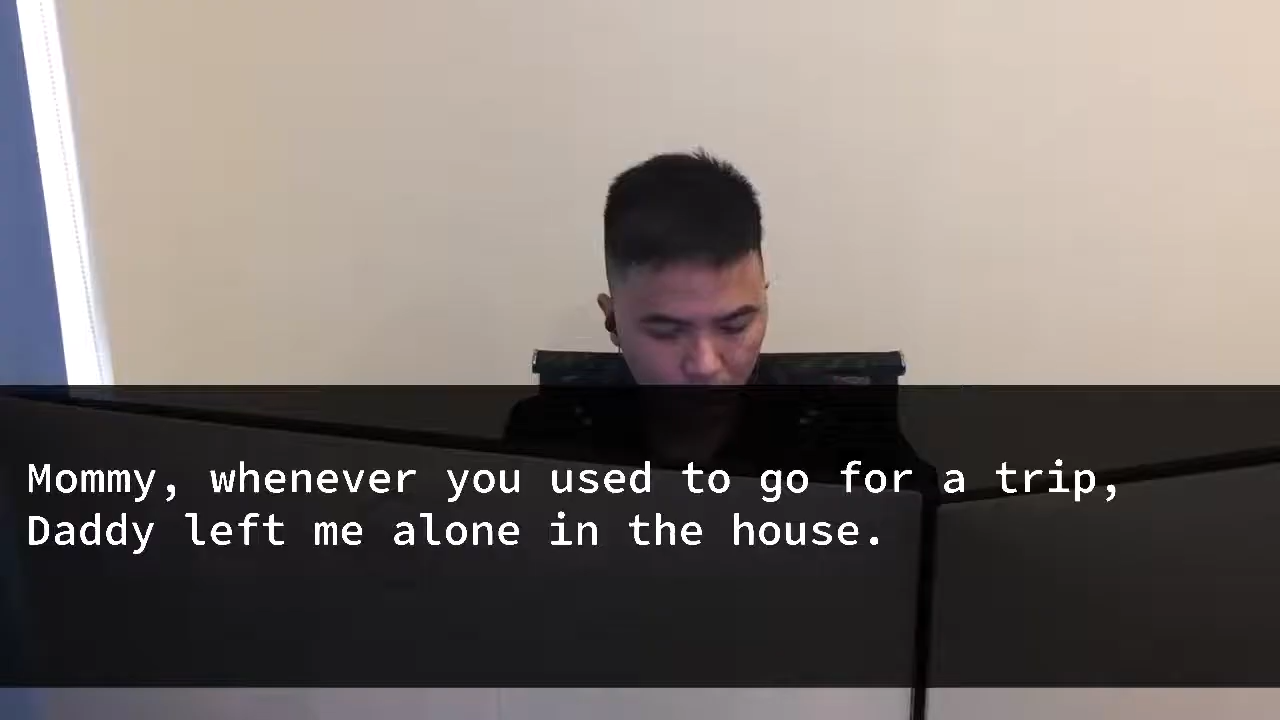 Mommy, whenever you used to go for a trip,
Daddy left me alone in the house.